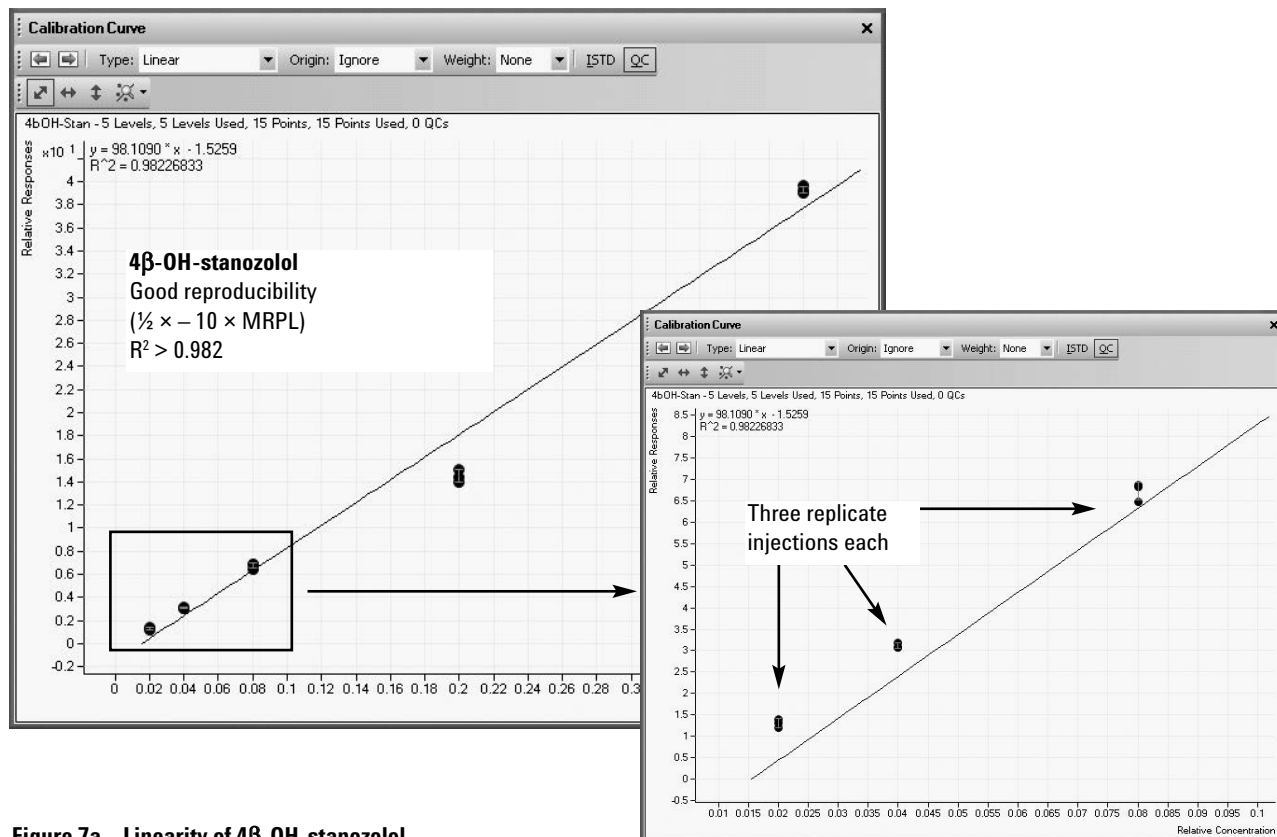 Calibration Curve
Type: Linear Origin: Ignore Weight: None ISTD QC
4bOH-Stan - 5 Levels, 5 Levels Used, 15 Points, 15 Points Used, 0 QCs
Relative Responses
x10 1
y = 98.1090 * x - 1.5259
R^2 = 0.98226833
4
3.8
3.6
3.4
3.2
3
2.8
2.6
2.4
2.2
2
1.8
1.6
1.4
1.2
1
0.8
0.6
0.4
0.2
0
-0.2
4β-OH-stanozolol
Good reproducibility
(½ × – 10 × MRPL)
R² > 0.982
0 0.02 0.04 0.06 0.08 0.1 0.12 0.14 0.16 0.18 0.2 0.22 0.24 0.26 0.28
Calibration Curve
Type: Linear Origin: Ignore Weight: None ISTD QC
4bOH-Stan - 5 Levels, 5 Levels Used, 15 Points, 15 Points Used, 0 QCs
Relative Responses
y = 98.1090 * x - 1.5259
R^2 = 0.98226833
8.5
8
7.5
7
6.5
6
5.5
5
4.5
4
3.5
3
2.5
2
1.5
1
0.5
0
-0.5
Three replicate
injections each
0.01 0.015 0.02 0.025 0.03 0.035 0.04 0.045 0.05 0.055 0.06 0.065 0.07 0.075 0.08 0.085 0.09 0.095 0.1
Relative Concentration
Figure 7a. Linearity of 4β-OH-stanozolol